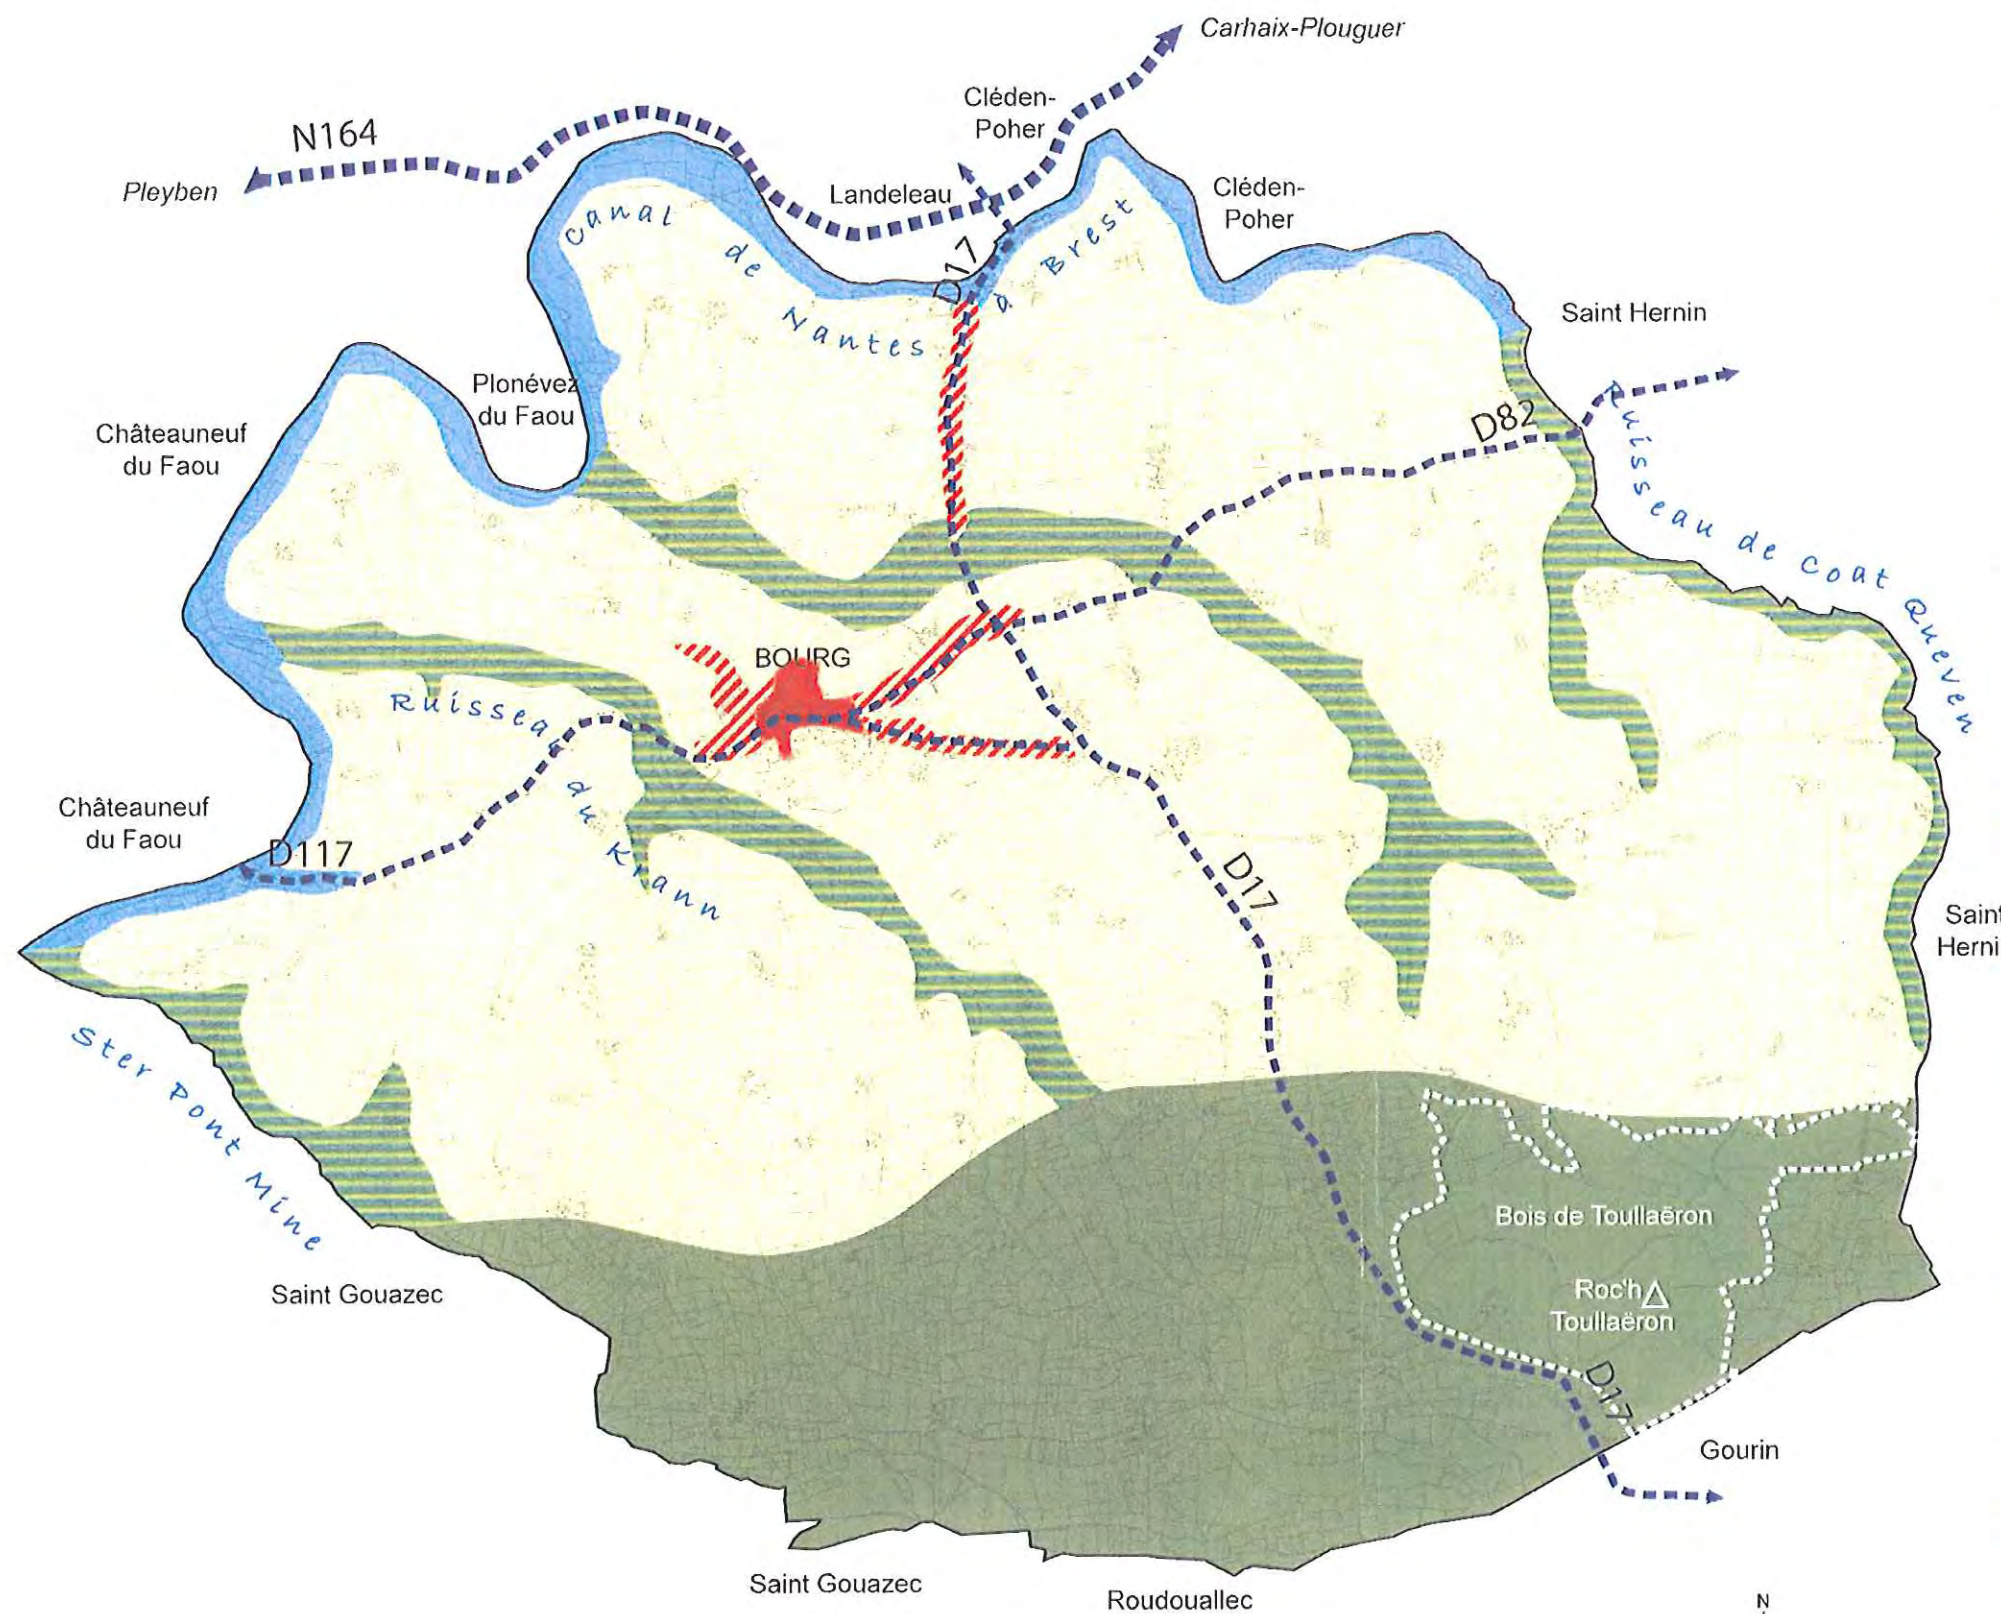 Carhaix-Plouguer
Cléden-
Poher
N164
Pleyben
Landeleau
Cléden-
Poher
Canal de
Nantes à Brest
D17
Saint Hernin
Plonévez
du Faou
Châteauneuf
du Faou
D82
Ruisseau de Coat Queven
BOURG
Ruisseau
du Krann
Châteauneuf
du Faou
D117
D17
Saint
Herni
Ster Pont Mine
Bois de Toullaëron
Saint Gouazec
Roc'h
Toullaëron
D17
Gourin
Saint Gouazec
Roudouallec
N